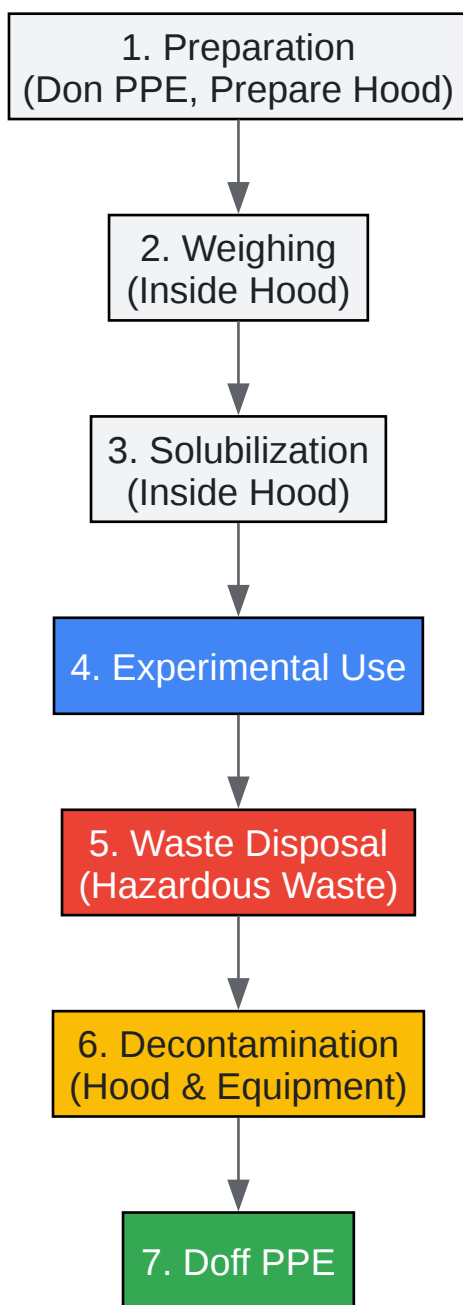 1. Preparation
(Don PPE, Prepare Hood)
2. Weighing
(Inside Hood)
3. Solubilization
(Inside Hood)
4. Experimental Use
5. Waste Disposal
(Hazardous Waste)
6. Decontamination
(Hood & Equipment)
7. Doff PPE